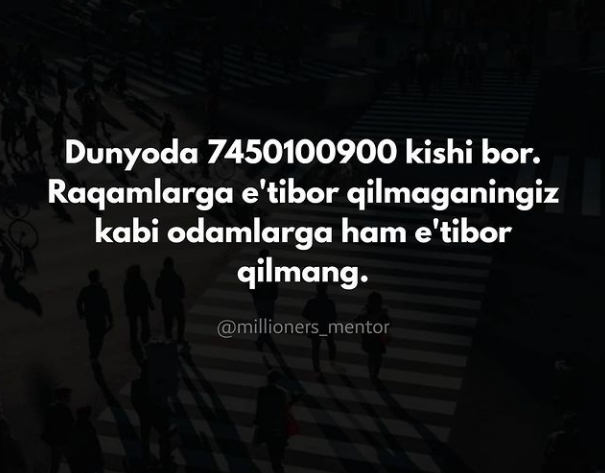 Dunyoda 7450100900 kishi bor.
Raqamlarga e'tibor qilmaganingiz
kabi odamlarga ham e'tibor
qilmang.
@millioners_mentor